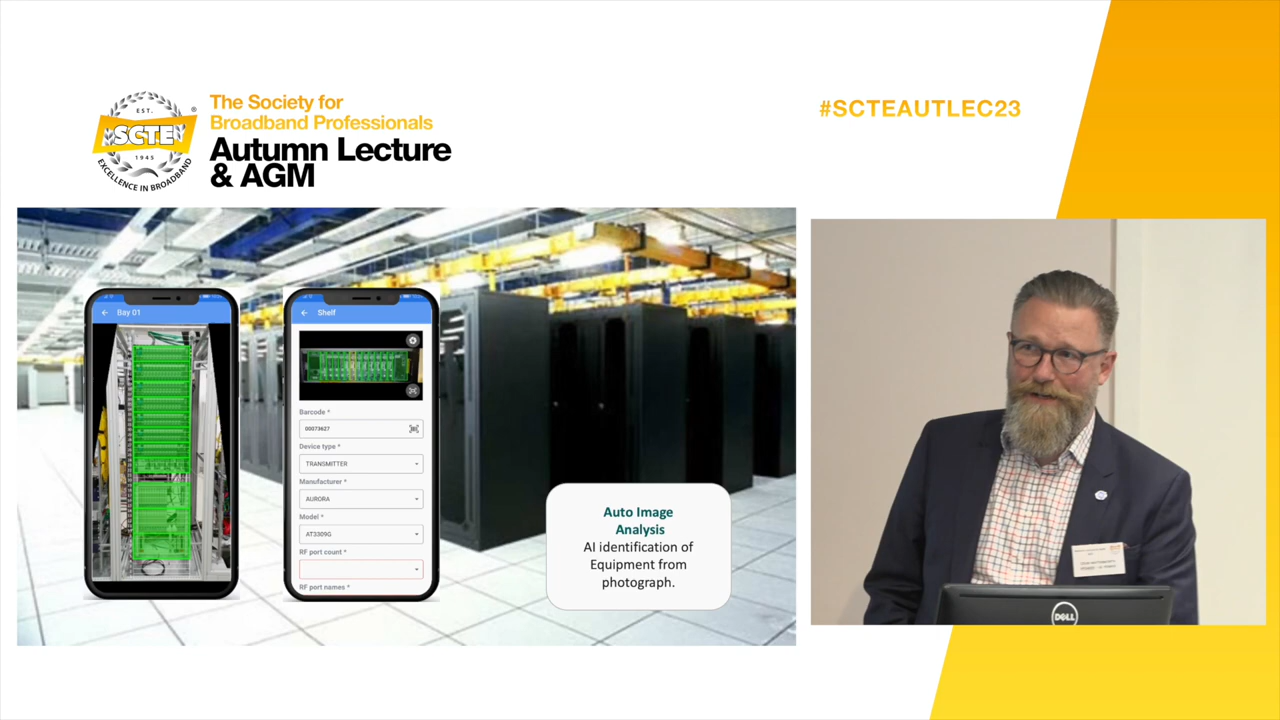 EST.
SCTE
®
1945
EXCELLENCE IN BROADBAND
The Society for
Broadband Professionals
Autumn Lecture
& AGM
#SCTEAUTLEC23
Bay 01
Shelf
Barcode *
00073627
Device type *
TRANSMITTER
Manufacturer *
AURORA
Model *
AT3309G
RF port count *
RF port names *
Auto Image
Analysis
AI identification of
Equipment from
photograph.
DELL